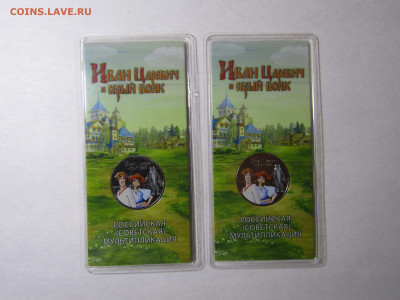 COINS.LAVE.RU
Иван Царевич
и серый волк
РОССИЙСКАЯ
(СОВЕТСКАЯ)
МУЛЬТИПЛИКАЦИЯ
Иван Царевич
и серый волк
РОССИЙСКАЯ
(СОВЕТСКАЯ)
МУЛЬТИПЛИКАЦИЯ